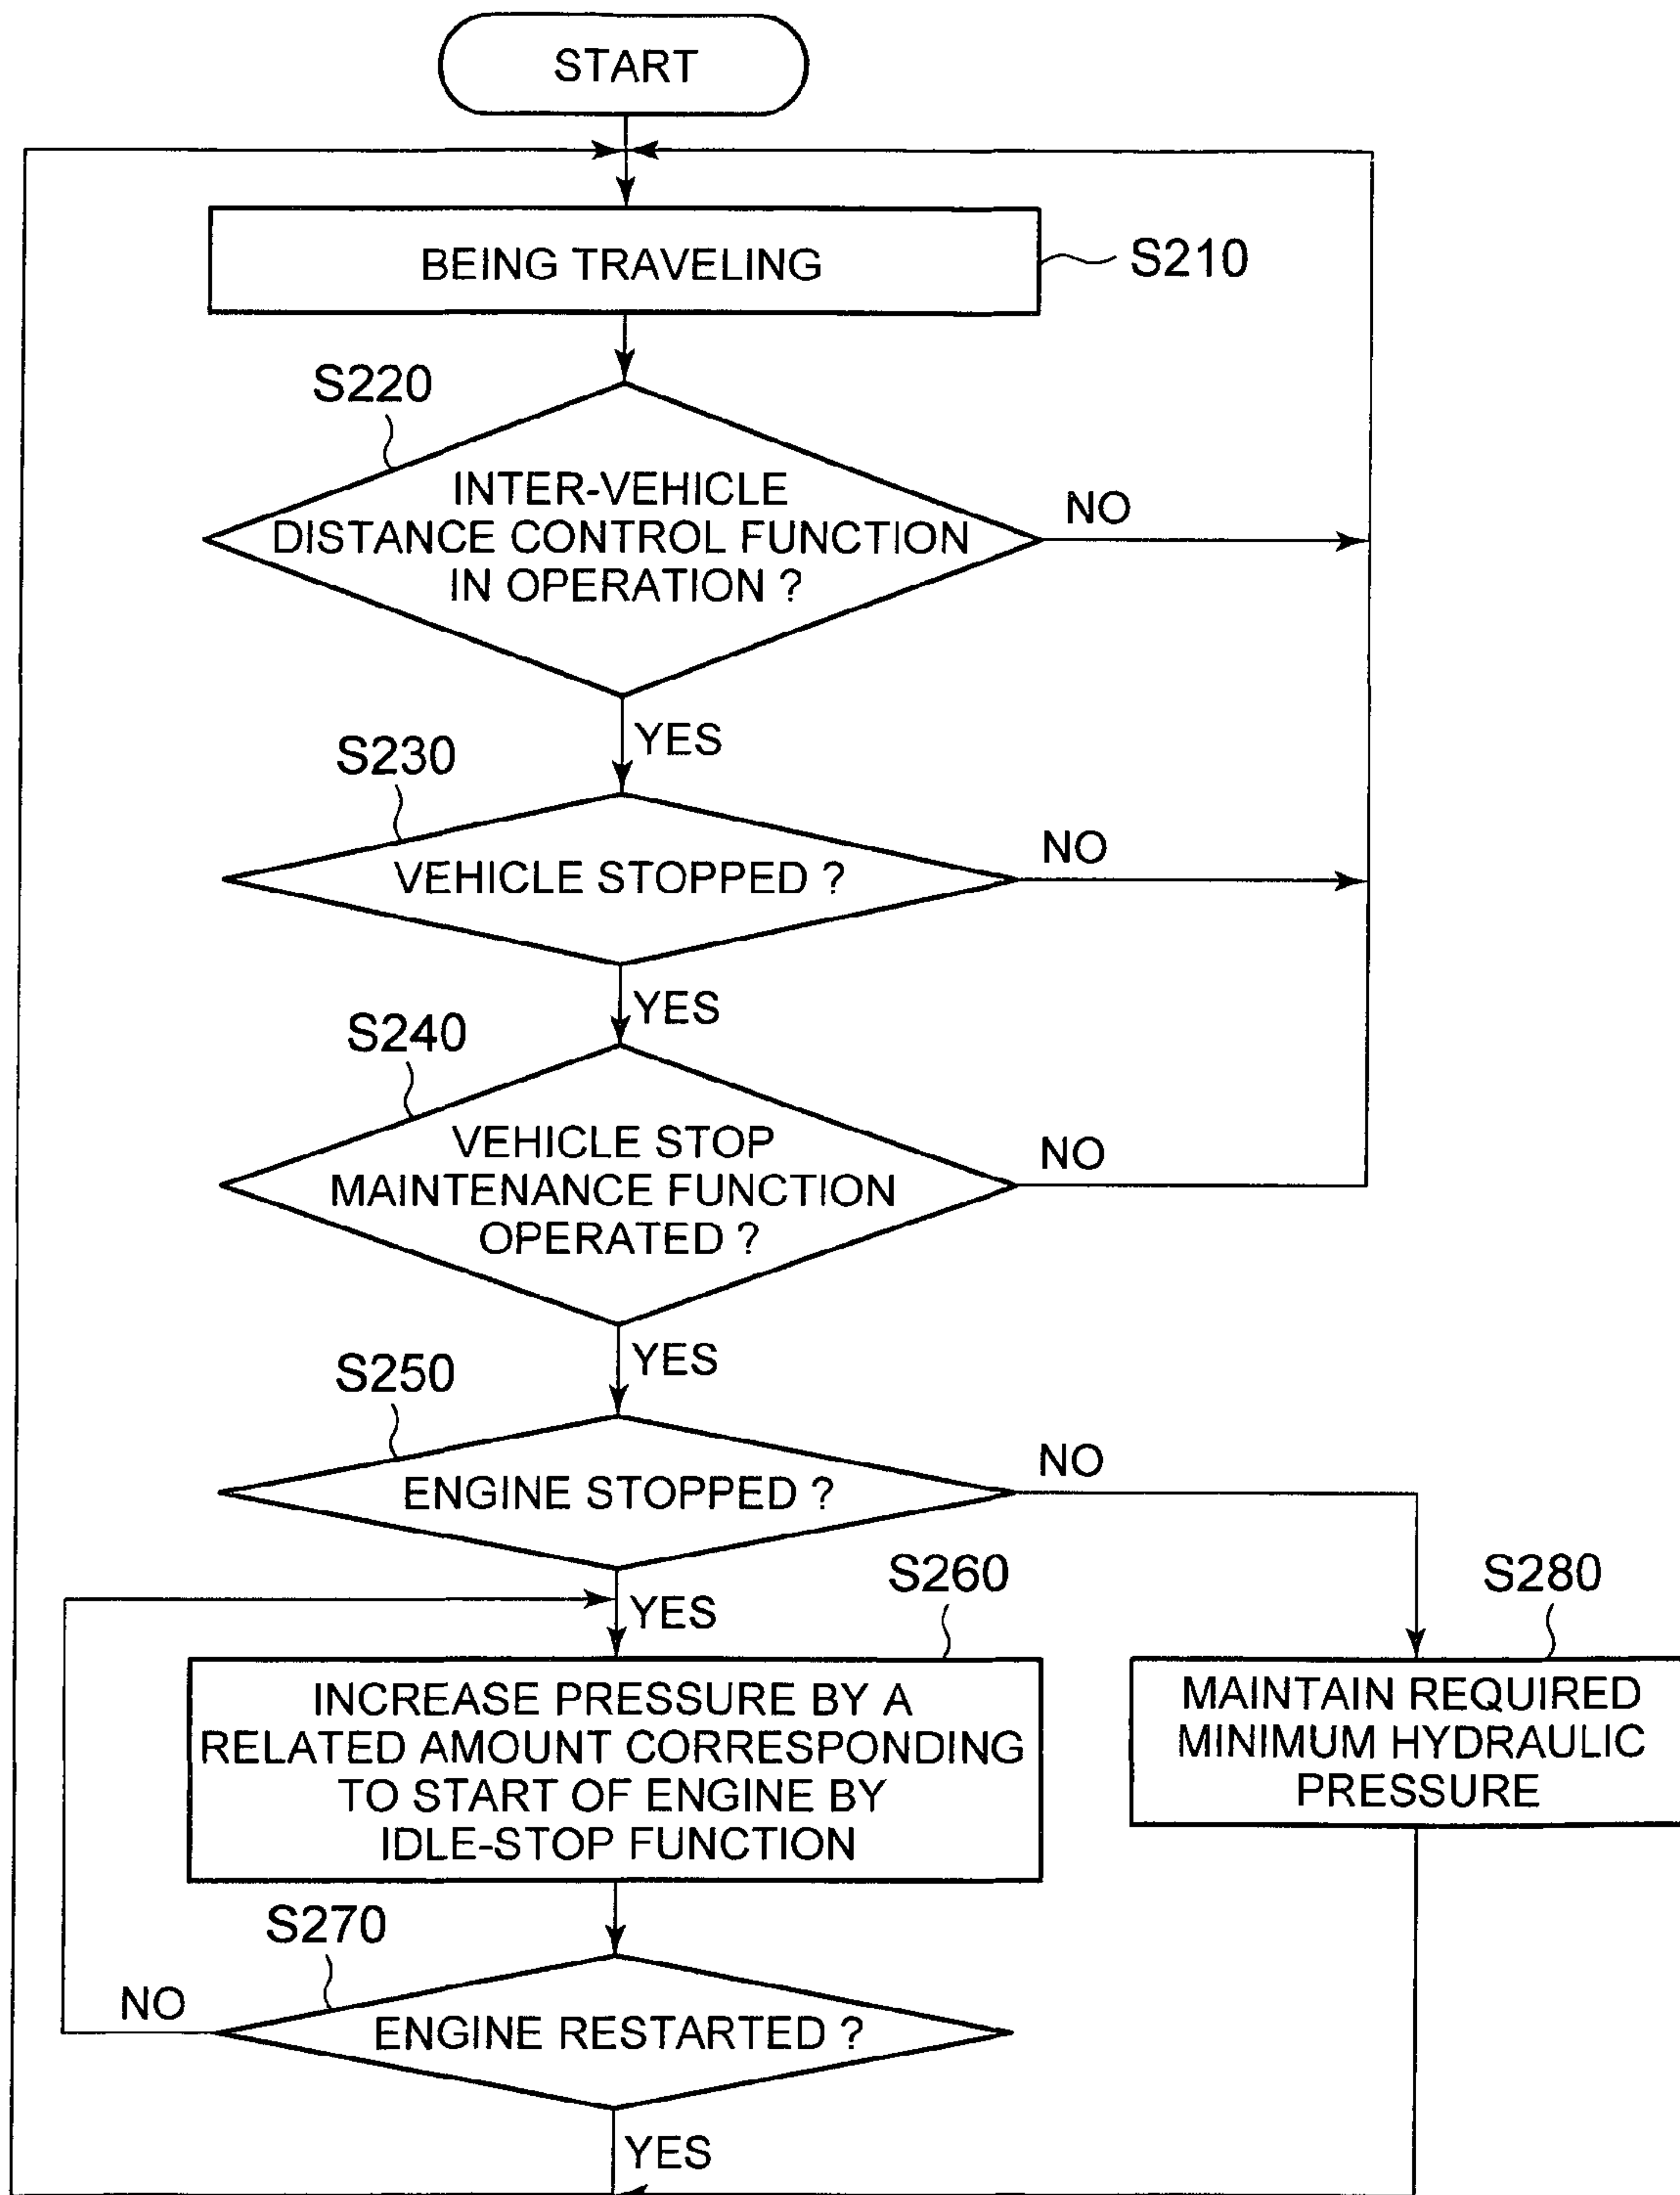 START
BEING TRAVELING
S210
S220
INTER-VEHICLE
DISTANCE CONTROL FUNCTION
IN OPERATION ?
NO
YES
S230
VEHICLE STOPPED ?
NO
YES
S240
VEHICLE STOP
MAINTENANCE FUNCTION
OPERATED ?
NO
YES
S250
ENGINE STOPPED ?
NO
YES
S260
S280
INCREASE PRESSURE BY A
RELATED AMOUNT CORRESPONDING
TO START OF ENGINE BY
IDLE-STOP FUNCTION
MAINTAIN REQUIRED
MINIMUM HYDRAULIC
PRESSURE
S270
NO
ENGINE RESTARTED ?
YES